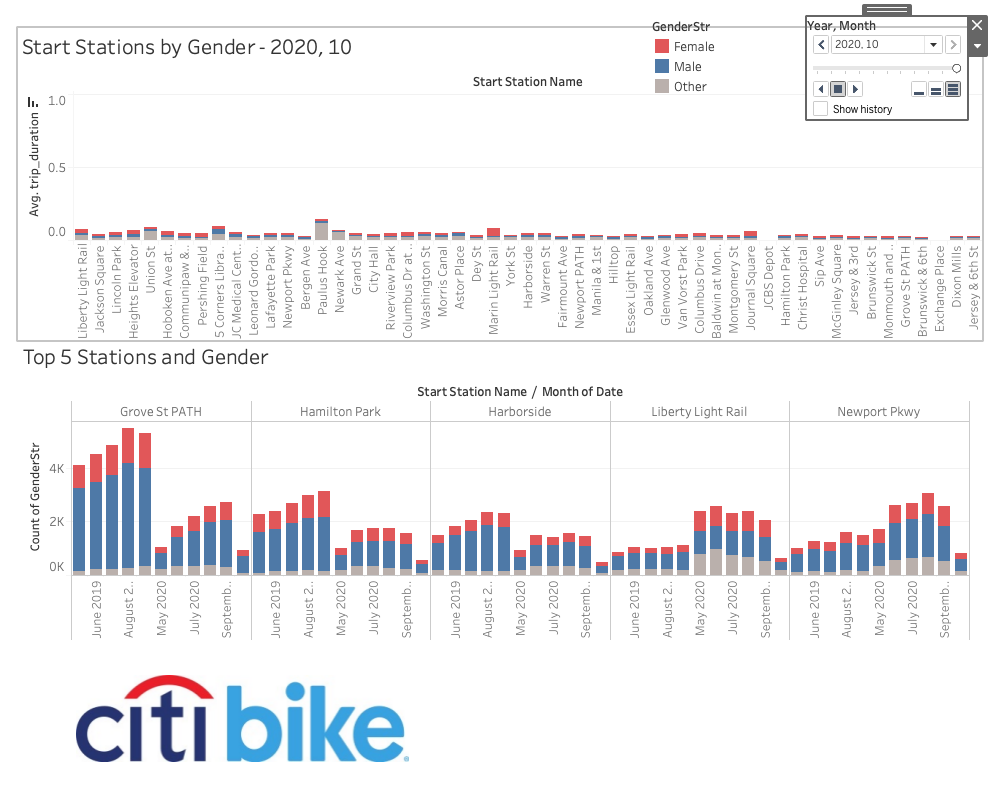 Start Stations by Gender - 2020, 10
GenderStr
Female
Male
Other
Year, Month
2020, 10
Show history
Start Station Name
Avg. trip_duration
1.0
0.5
0.0
Liberty Light Rail
Jackson Square
Lincoln Park
Heights Elevator
Union St
Hoboken Ave at..
Communipaw &..
Pershing Field
5 Corners Libra..
JC Medical Cent..
Leonard Gordo..
Lafayette Park
Newport Pkwy
Bergen Ave
Paulus Hook
Newark Ave
Grand St
City Hall
Riverview Park
Columbus Dr at ..
Washington St
Morris Canal
Astor Place
Dey St
Marin Light Rail
York St
Harborside
Warren St
Fairmount Ave
Newport PATH
Manila & 1st
Hilltop
Essex Light Rail
Oakland Ave
Glenwood Ave
Van Vorst Park
Columbus Drive
Baldwin at Mon..
Montgomery St
Journal Square
JCBS Depot
Hamilton Park
Christ Hospital
Sip Ave
McGinley Square
Jersey & 3rd
Brunswick St
Monmouth and ..
Grove St PATH
Brunswick & 6th
Exchange Place
Dixon Mills
Jersey & 6th St
Top 5 Stations and Gender
Start Station Name / Month of Date
Grove St PATH
Hamilton Park
Harborside
Liberty Light Rail
Newport Pkwy
Count of GenderStr
4K
2K
0K
June 2019
August 2..
May 2020
July 2020
Septemb..
June 2019
August 2..
May 2020
July 2020
Septemb..
June 2019
August 2..
May 2020
July 2020
Septemb..
June 2019
August 2..
May 2020
July 2020
Septemb..
June 2019
August 2..
May 2020
July 2020
Septemb..
citi bike